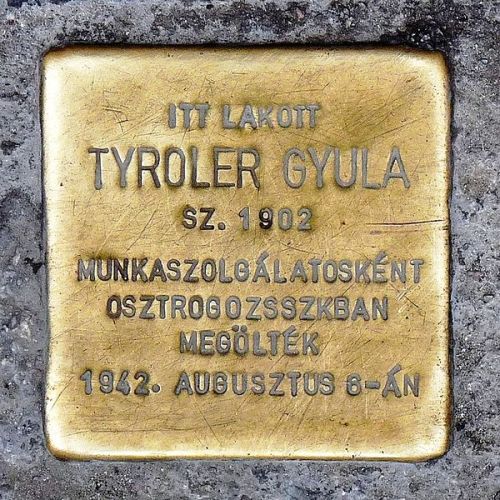 ITT LAKOTT
TYROLER GYULA
SZ. 1902
MUNKASZOLGÁLATOSKÉNT
OSZTROGOZSSZKBAN
MEGÖLTÉK
1942. AUGUSZTUS 6-ÁN